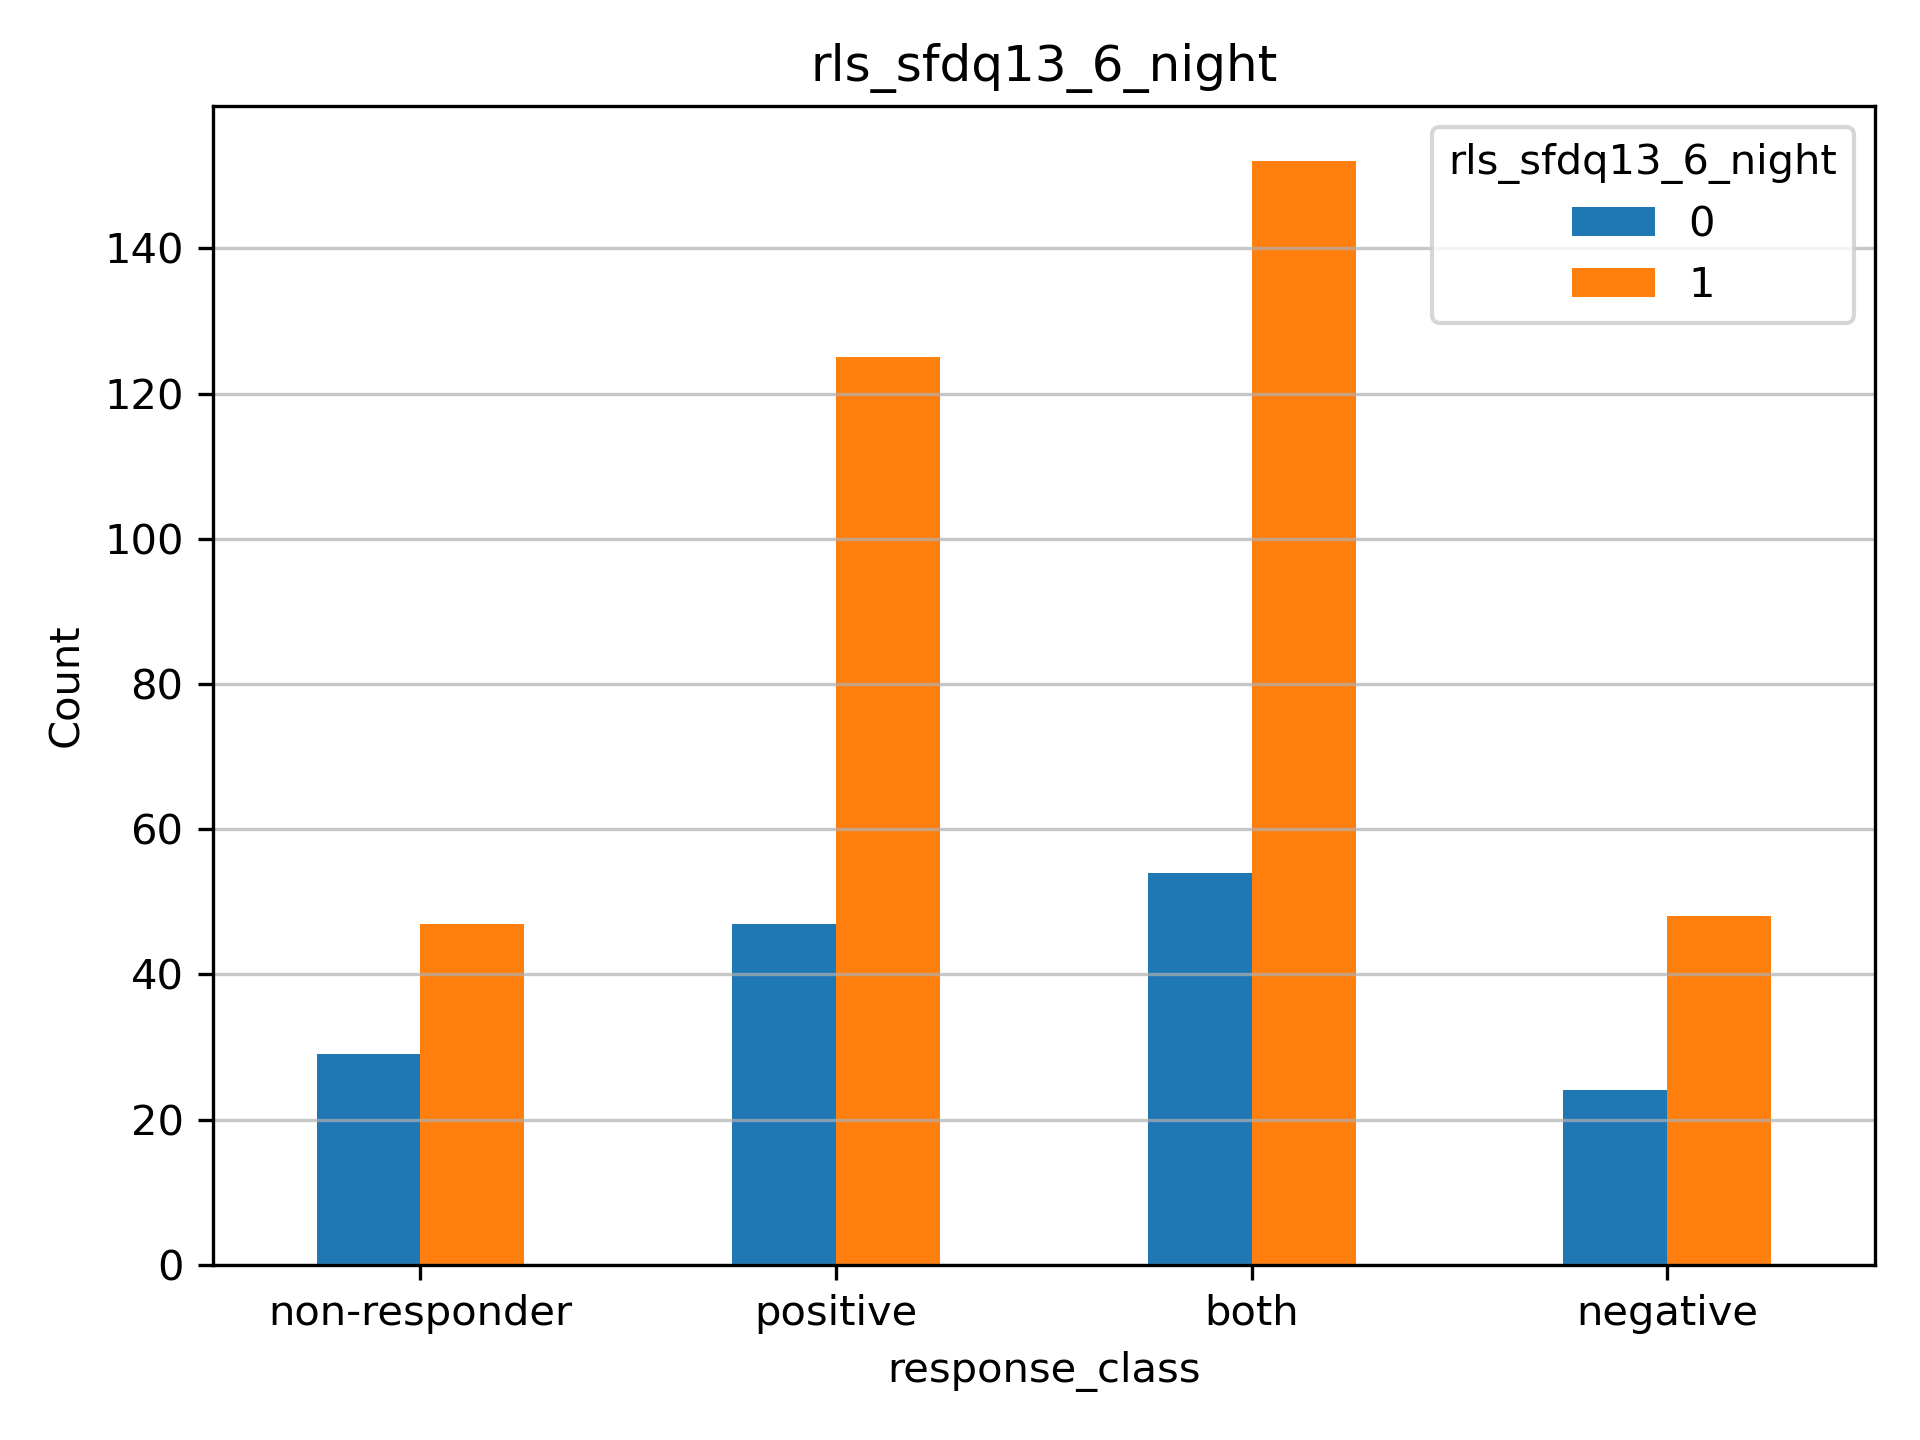 rls_sfdq13_6_night
rls_sfdq13_6_night
0
1
140
120
100
80
60
40
20
0
Count
non-responder positive both negative
response_class